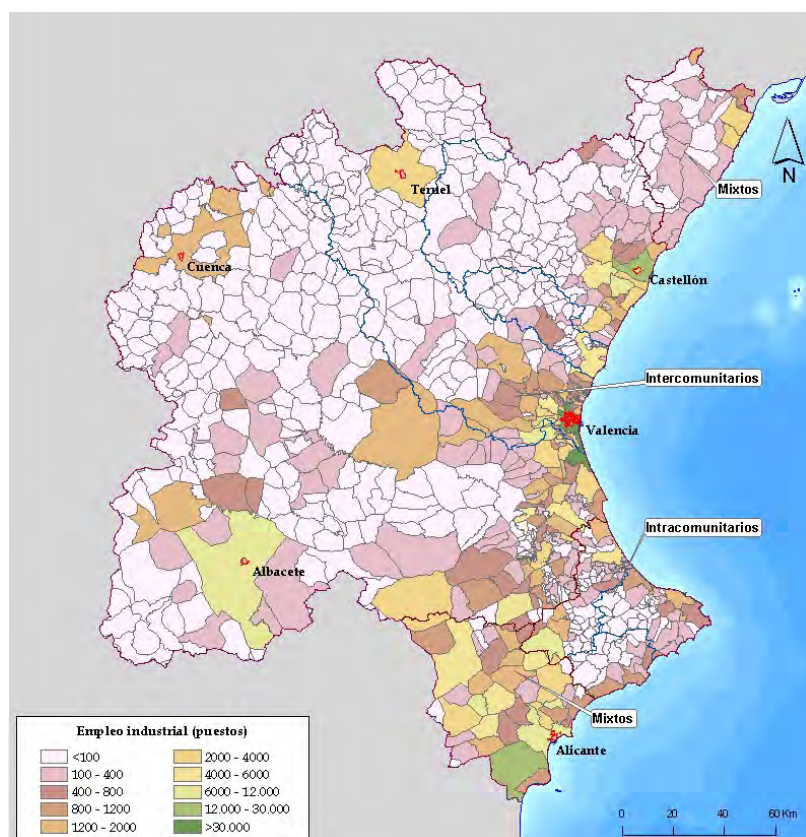 Mixtos
N
Teruel
Cuenca
Castellón
Intercomunitarios
Valencia
Intracomunitarios
Albacete
Mixtos
Alicante
Empleo industrial (puestos)
<100
100 - 400
400 - 800
800 - 1200
1200 - 2000
2000 - 4000
4000 - 6000
6000 - 12.000
12.000 - 30.000
>30.000
0 20 40 60 Km